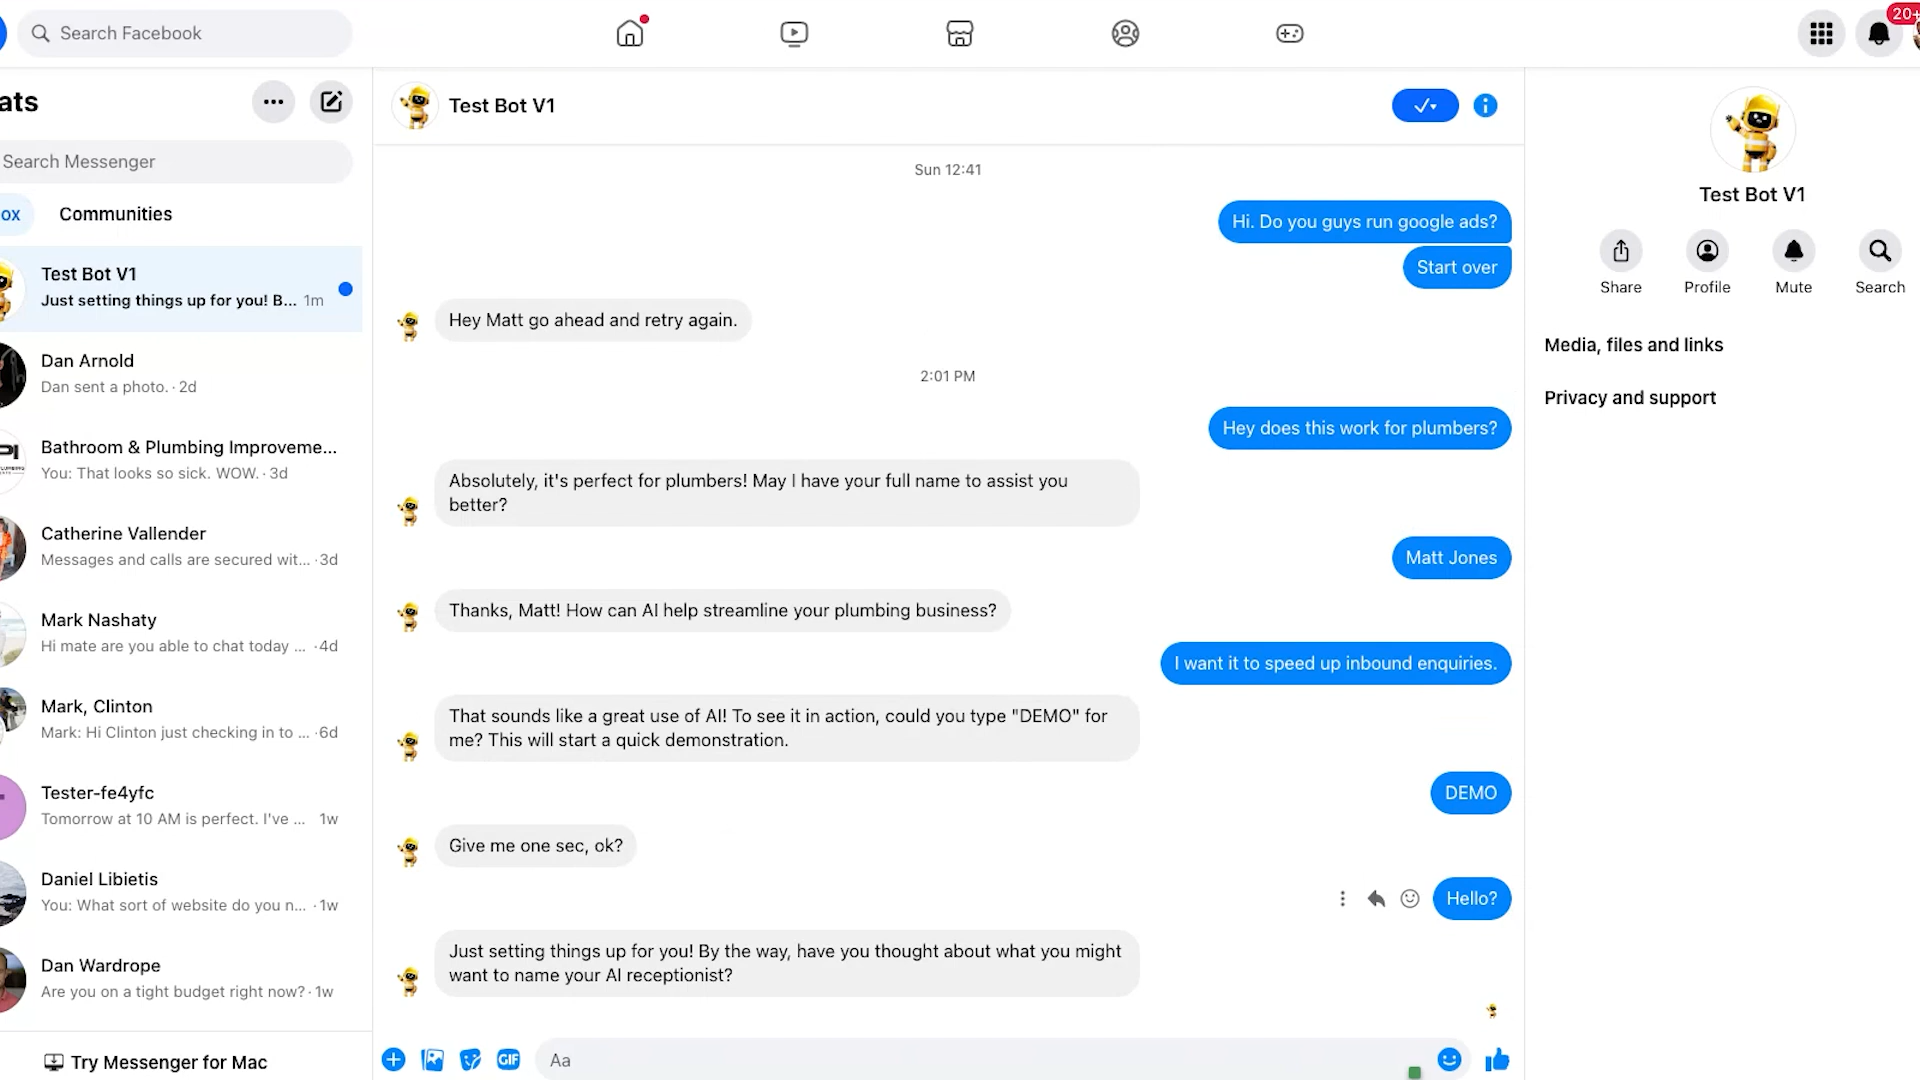 Search Facebook
20+
ats
Search Messenger
ox
Communities
Test Bot V1
Just setting things up for you! B... 1m
Dan Arnold
Dan sent a photo. · 2d
Bathroom & Plumbing Improveme...
You: That looks so sick. WOW. · 3d
Catherine Vallender
Messages and calls are secured wit... · 3d
Mark Nashaty
Hi mate are you able to chat today ... · 4d
Mark, Clinton
Mark: Hi Clinton just checking in to ... · 6d
Tester-fe4yfc
Tomorrow at 10 AM is perfect. I've ... 1w
Daniel Libietis
You: What sort of website do you n... · 1w
Dan Wardrope
Are you on a tight budget right now? · 1w
Try Messenger for Mac
Test Bot V1
Sun 12:41
Hi. Do you guys run google ads?
Start over
Hey Matt go ahead and retry again.
2:01 PM
Hey does this work for plumbers?
Absolutely, it's perfect for plumbers! May I have your full name to assist you
better?
Matt Jones
Thanks, Matt! How can AI help streamline your plumbing business?
I want it to speed up inbound enquiries.
That sounds like a great use of AI! To see it in action, could you type "DEMO" for
me? This will start a quick demonstration.
DEMO
Give me one sec, ok?
Hello?
Just setting things up for you! By the way, have you thought about what you might
want to name your AI receptionist?
GIF
Aa
Test Bot V1
Share
Profile
Mute
Search
Media, files and links
Privacy and support